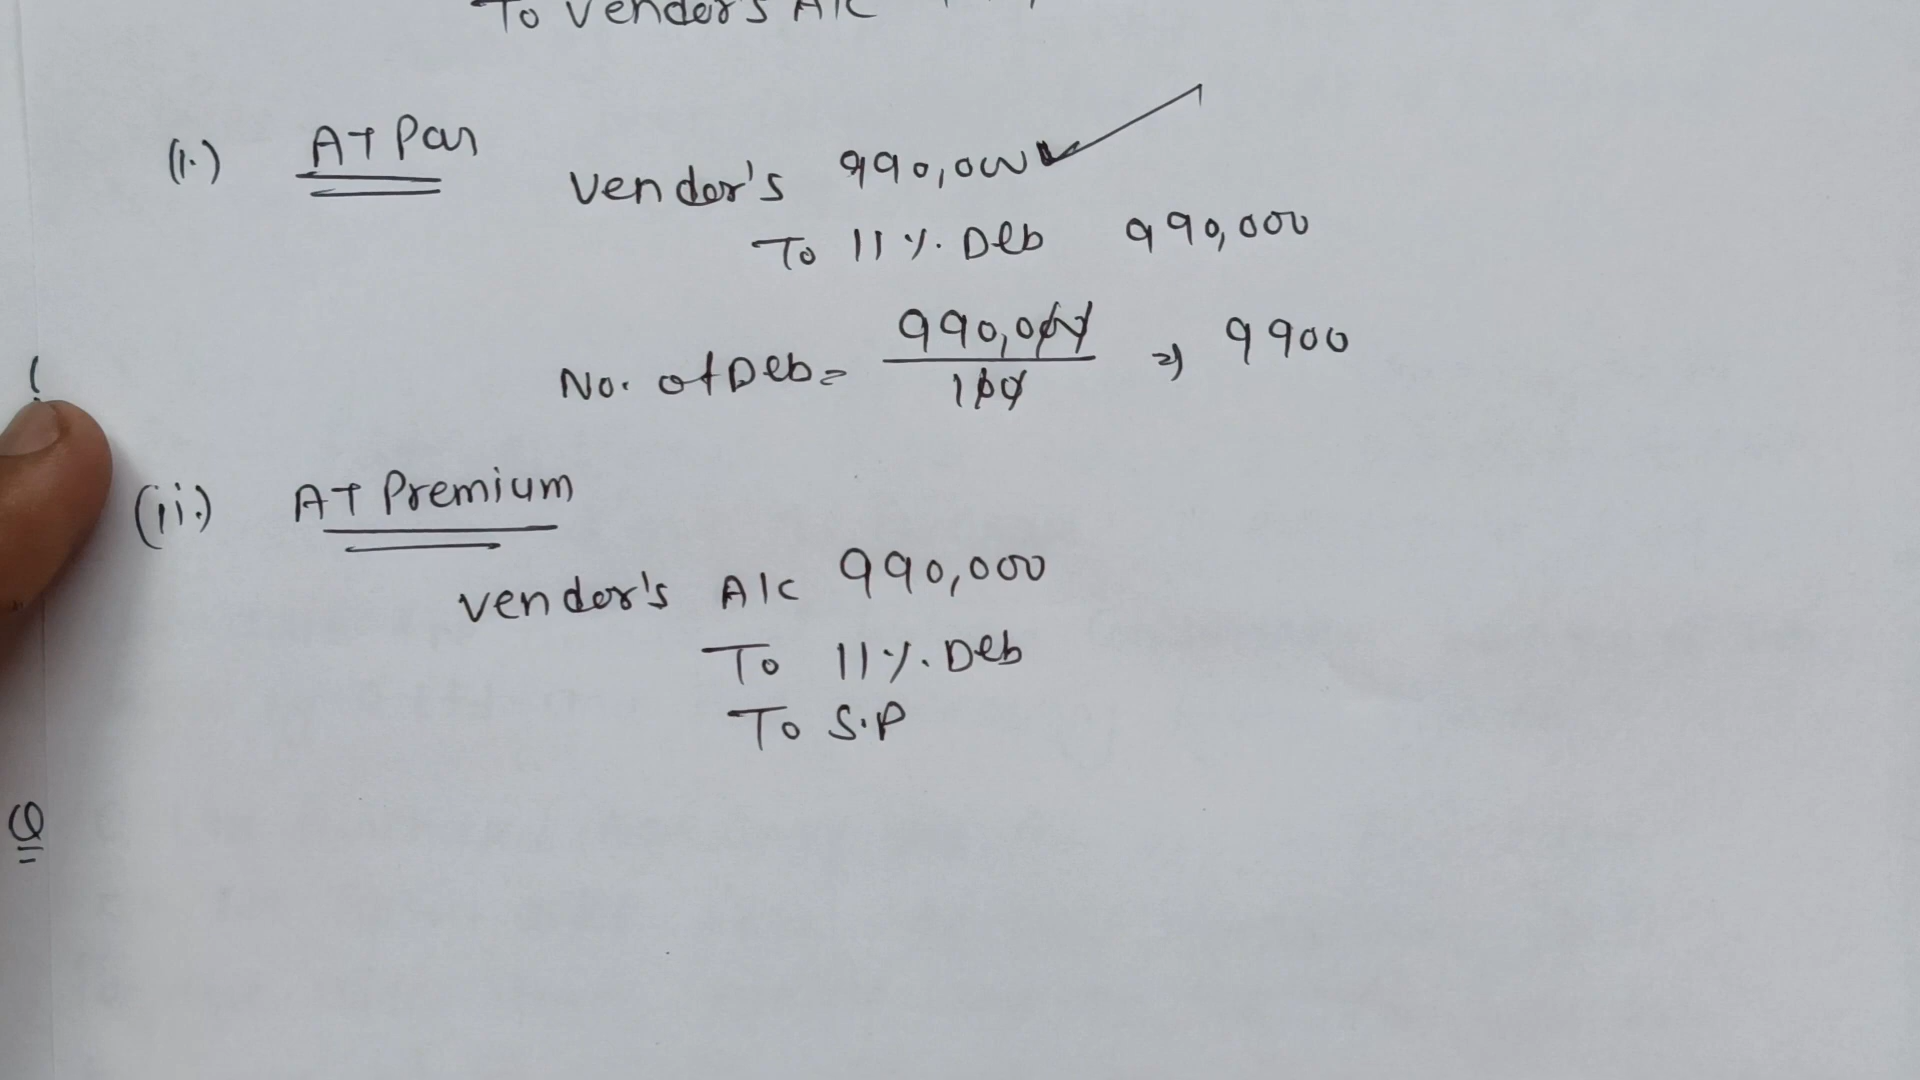 To Vendor's A/C
(i.) AT Par
Vendor's 990,000
To 11%. Deb 990,000
No. of Deb = 990,000 / 100 ⇒ 9900
(ii.) AT Premium
Vendor's A/C 990,000
To 11%. Deb
To S.P
Q